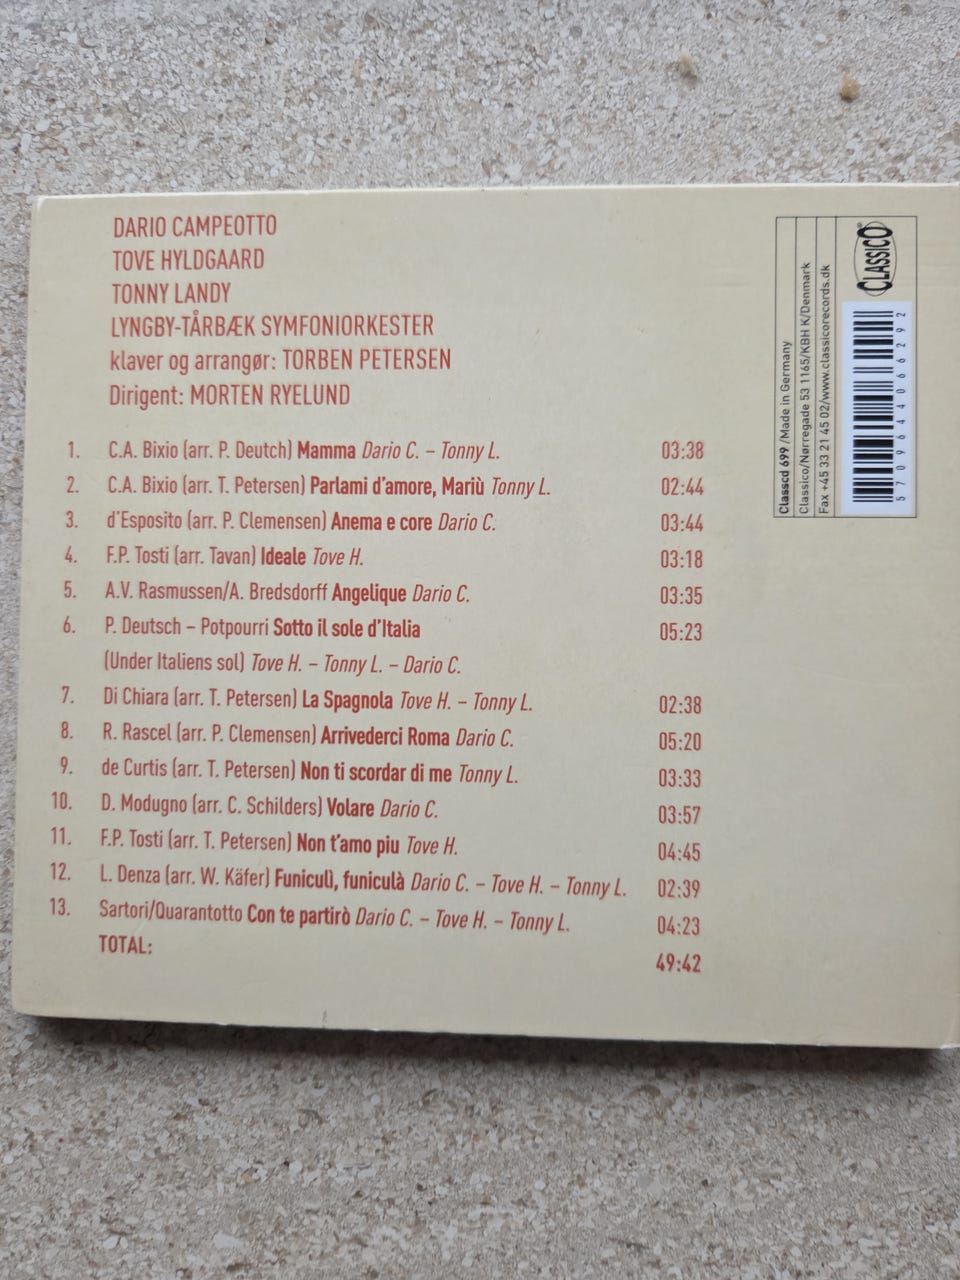 DARIO CAMPEOTTO
TOVE HYLDGAARD
TONNY LANDY
LYNGBY-TÅRBÆK SYMFONIORKESTER
klaver og arrangør: TORBEN PETERSEN
Dirigent: MORTEN RYELUND
1. C.A. Bixio (arr. P. Deutch) Mamma Dario C. – Tonny L. 03:38
2. C.A. Bixio (arr. T. Petersen) Parlami d'amore, Mariù Tonny L. 02:44
3. d'Esposito (arr. P. Clemensen) Anema e core Dario C. 03:44
4. F.P. Tosti (arr. Tavan) Ideale Tove H. 03:18
5. A.V. Rasmussen/A. Bredsdorff Angelique Dario C. 03:35
6. P. Deutsch – Potpourri Sotto il sole d'Italia 05:23
(Under Italiens sol) Tove H. – Tonny L. – Dario C.
7. Di Chiara (arr. T. Petersen) La Spagnola Tove H. – Tonny L. 02:38
8. R. Rascel (arr. P. Clemensen) Arrivederci Roma Dario C. 05:20
9. de Curtis (arr. T. Petersen) Non ti scordar di me Tonny L. 03:33
10. D. Modugno (arr. C. Schilders) Volare Dario C. 03:57
11. F.P. Tosti (arr. T. Petersen) Non t'amo piu Tove H. 04:45
12. L. Denza (arr. W. Käfer) Funiculì, funiculà Dario C. – Tove H. – Tonny L. 02:39
13. Sartori/Quarantotto Con te partirò Dario C. – Tove H. – Tonny L. 04:23
TOTAL: 49:42
Classcd 699 /Made in Germany
Classico/Nørregade 53 1165/KBH K/Denmark
Fax +45 33 21 45 02/www.classicorecords.dk
CLASSICO®
5 709644 066292